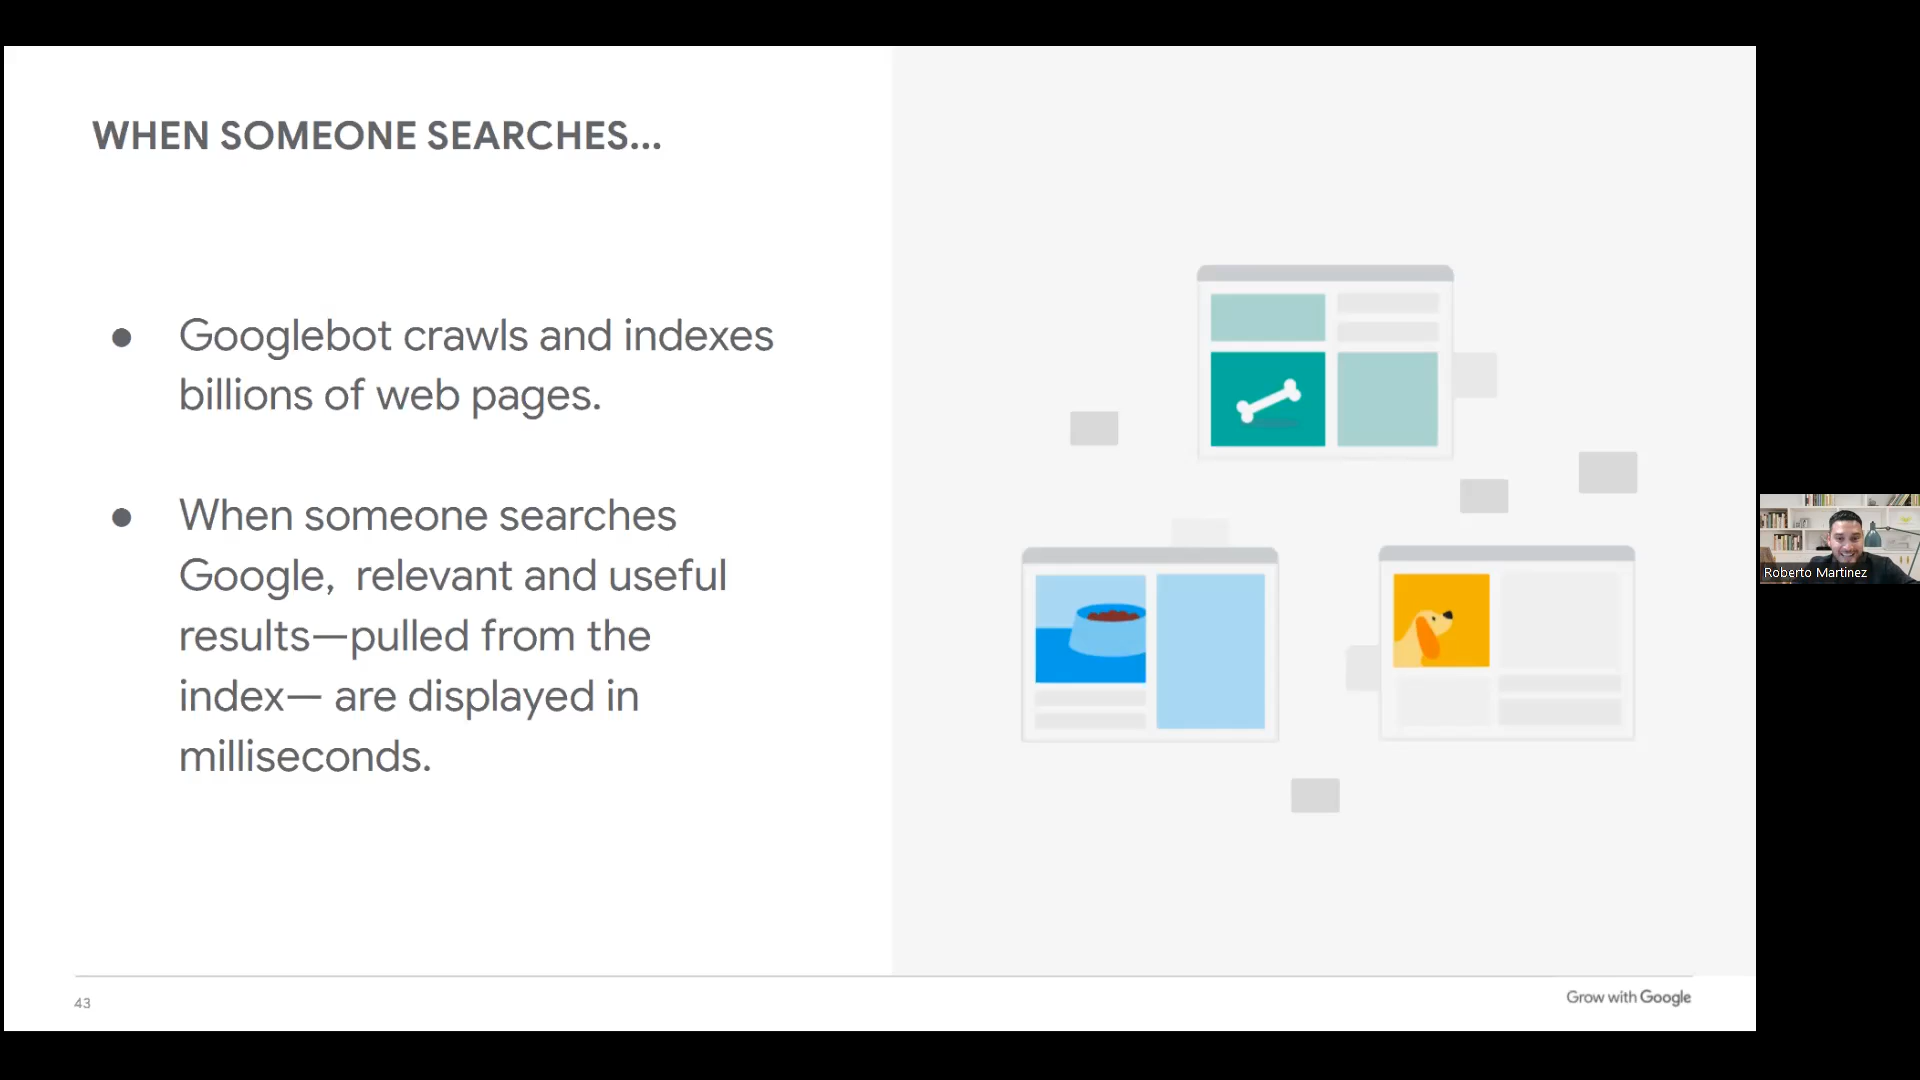 WHEN SOMEONE SEARCHES...
● Googlebot crawls and indexes
billions of web pages.
● When someone searches
Google,  relevant and useful
results—pulled from the
index— are displayed in
milliseconds.
Roberto Martinez
43
Grow with Google